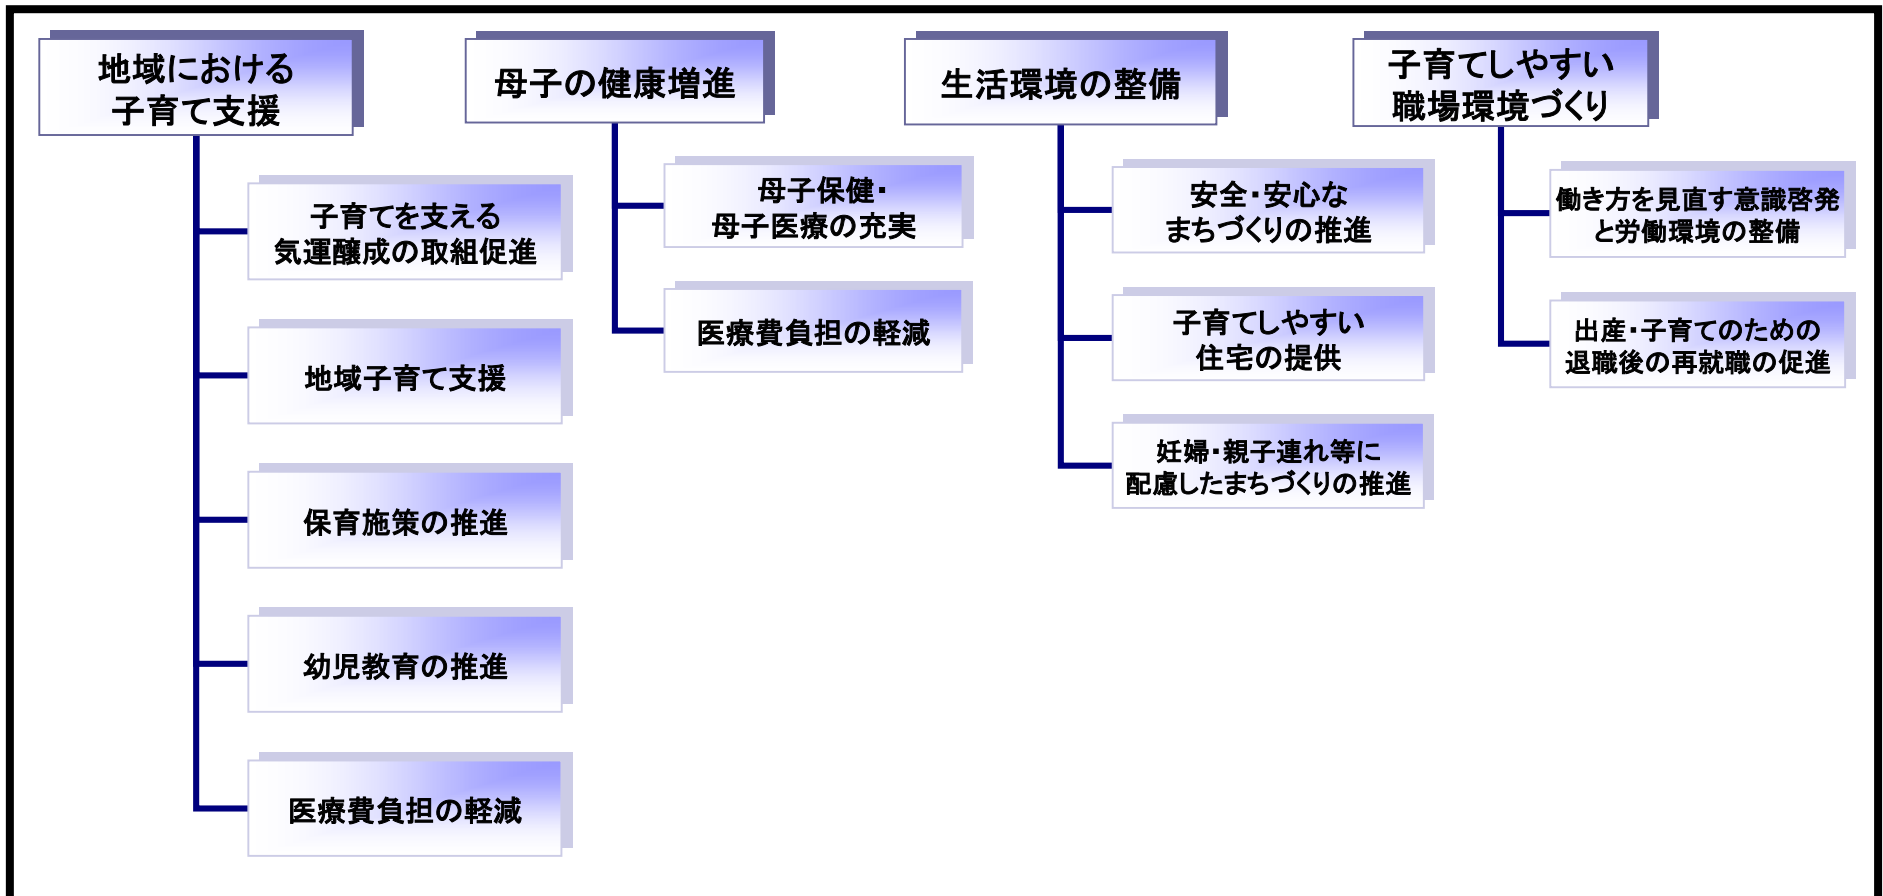 地域における
子育て支援
子育てを支える
気運醸成の取組促進
地域子育て支援
保育施策の推進
幼児教育の推進
医療費負担の軽減
母子の健康増進
母子保健・
母子医療の充実
医療費負担の軽減
生活環境の整備
安全・安心な
まちづくりの推進
子育てしやすい
住宅の提供
妊婦・親子連れ等に
配慮したまちづくりの推進
子育てしやすい
職場環境づくり
働き方を見直す意識啓発
と労働環境の整備
出産・子育てのための
退職後の再就職の促進